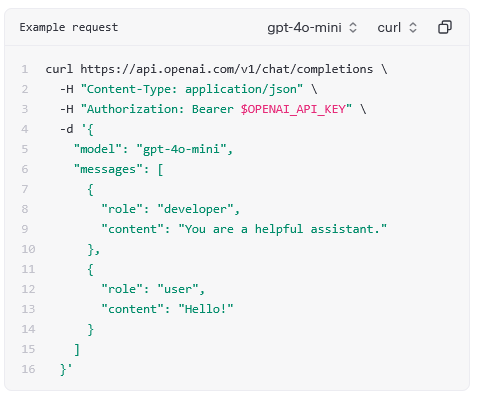 Example request gpt-4o-mini curl
1 curl https://api.openai.com/v1/chat/completions \
2 -H "Content-Type: application/json" \
3 -H "Authorization: Bearer $OPENAI_API_KEY" \
4 -d '{
5 "model": "gpt-4o-mini",
6 "messages": [
7 {
8 "role": "developer",
9 "content": "You are a helpful assistant."
10 },
11 {
12 "role": "user",
13 "content": "Hello!"
14 }
15 ]
16 }'